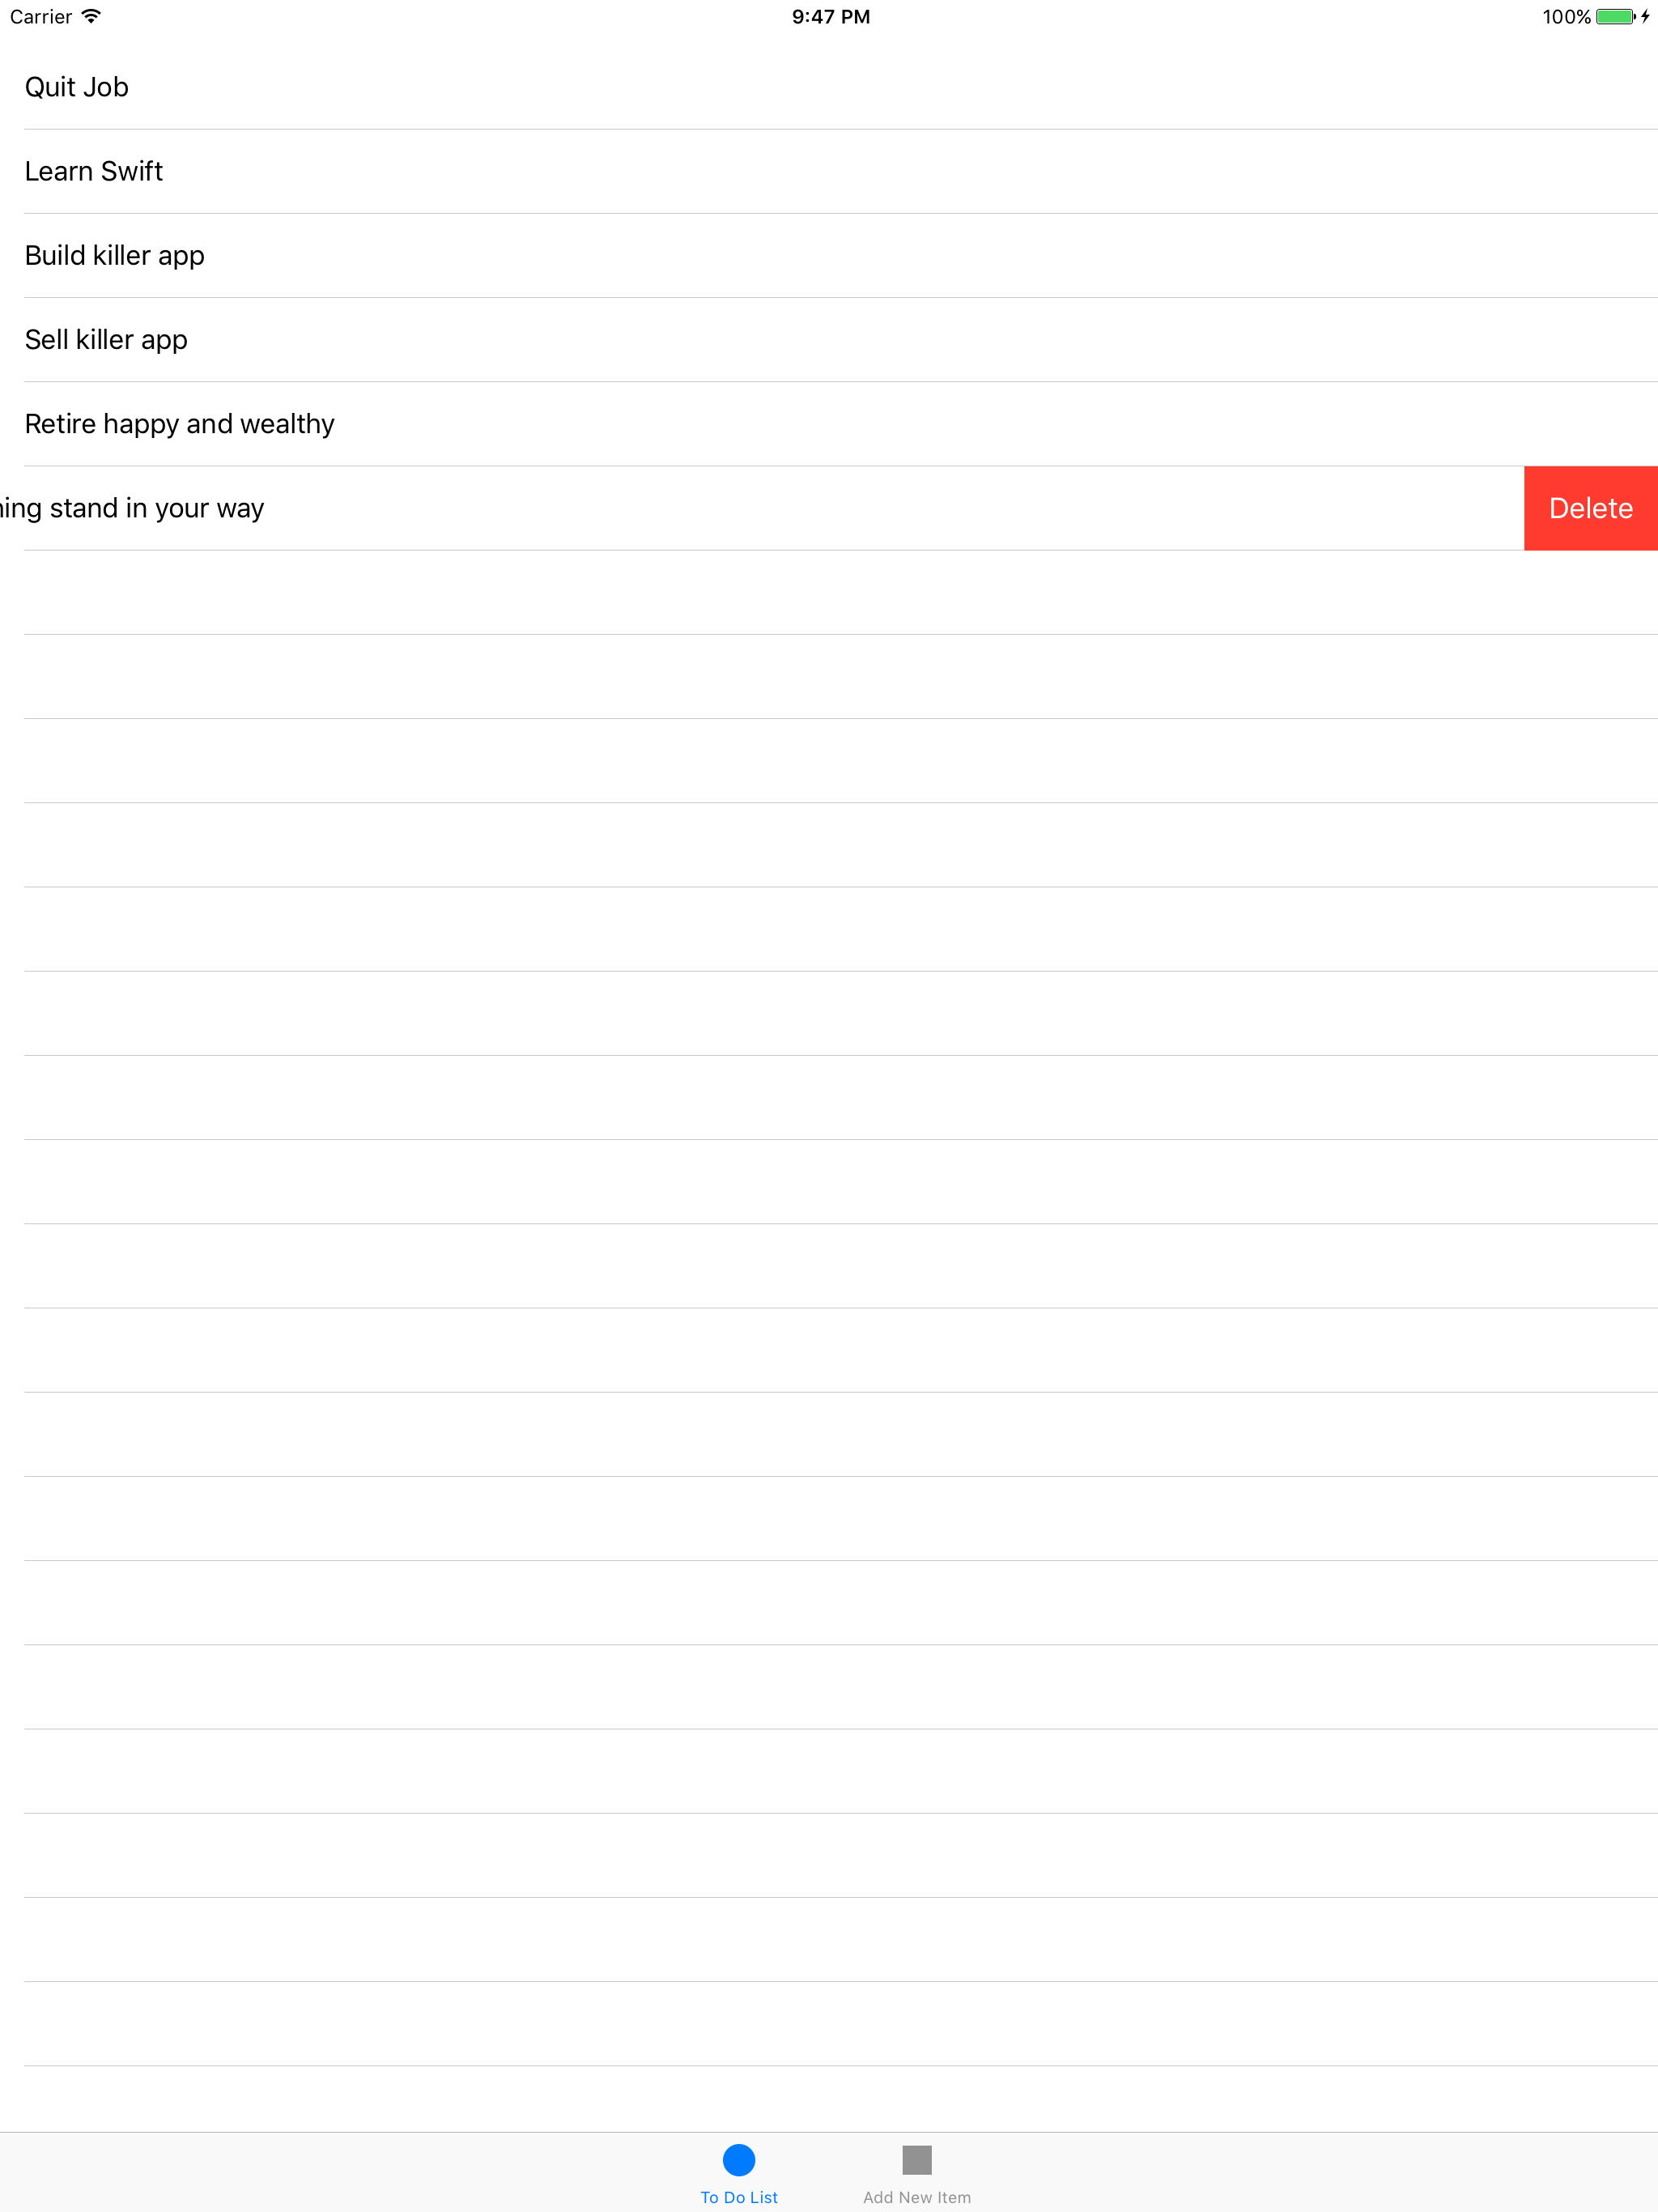 Carrier
9:47 PM
100%
Quit Job
Learn Swift
Build killer app
Sell killer app
Retire happy and wealthy
stand in your way
Delete
To Do List
Add New Item